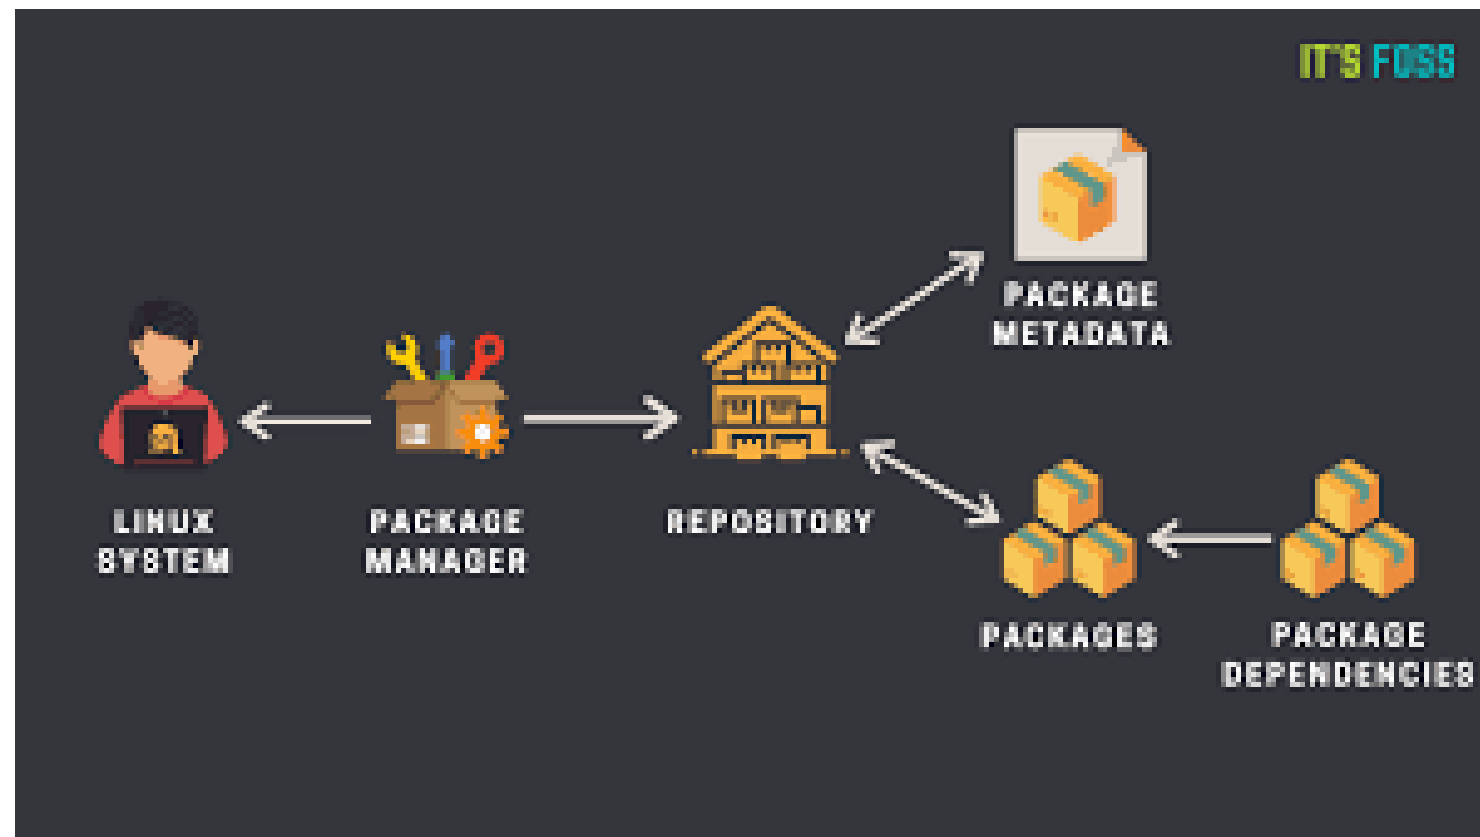 IT'S FOSS
PACKAGE
METADATA
LINUX
SYSTEM
PACKAGE
MANAGER
REPOSITORY
PACKAGES
PACKAGE
DEPENDENCIES